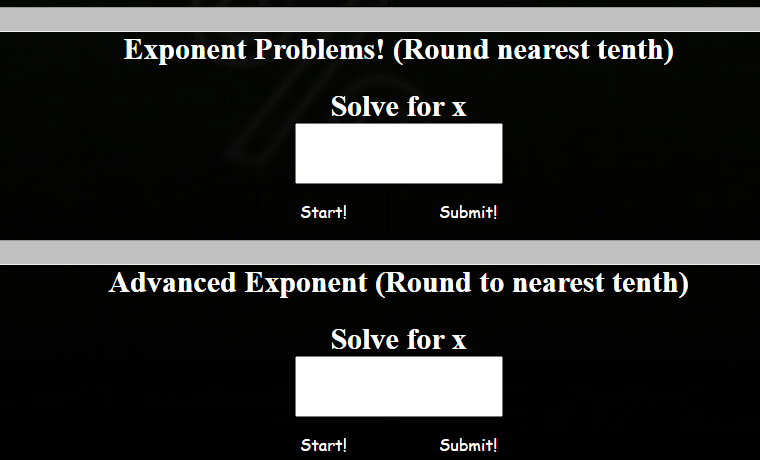 Exponent Problems! (Round nearest tenth)
Solve for x
Start! Submit!
Advanced Exponent (Round to nearest tenth)
Solve for x
Start! Submit!